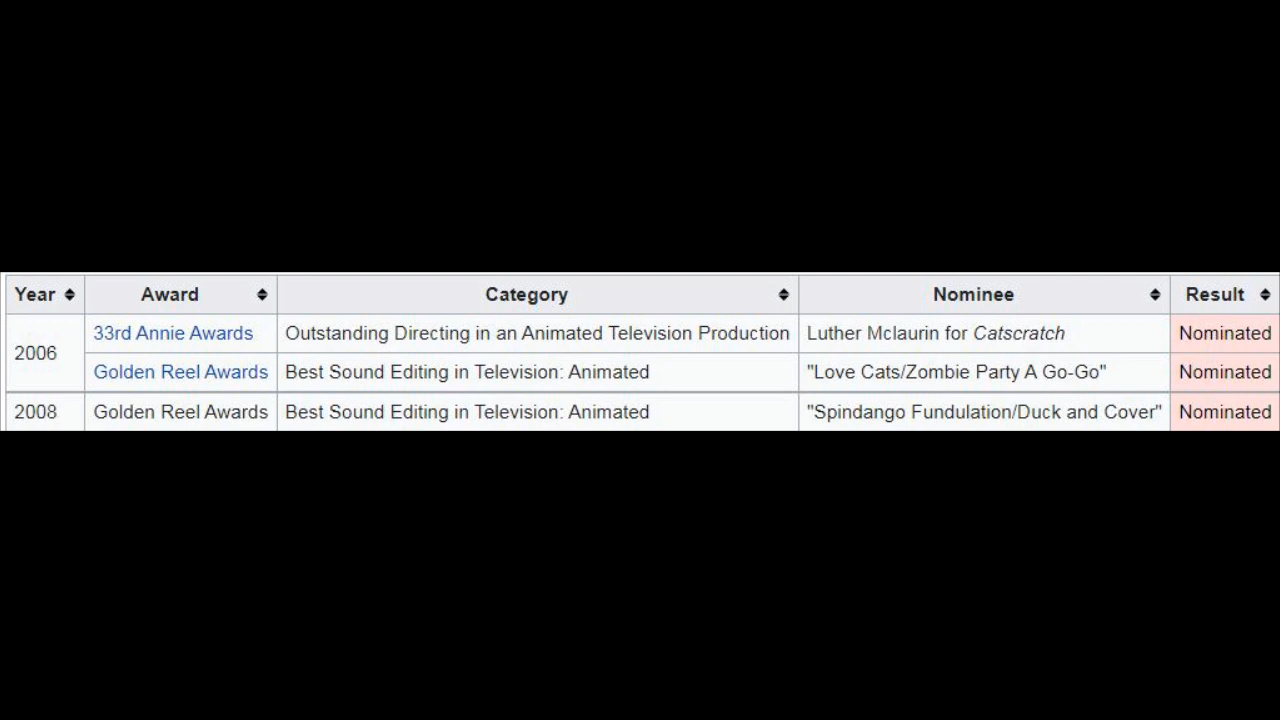 Year Award Category Nominee Result
2006 33rd Annie Awards Outstanding Directing in an Animated Television Production Luther Mclaurin for Catscratch Nominated
Golden Reel Awards Best Sound Editing in Television: Animated "Love Cats/Zombie Party A Go-Go" Nominated
2008 Golden Reel Awards Best Sound Editing in Television: Animated "Spindango Fundulation/Duck and Cover" Nominated